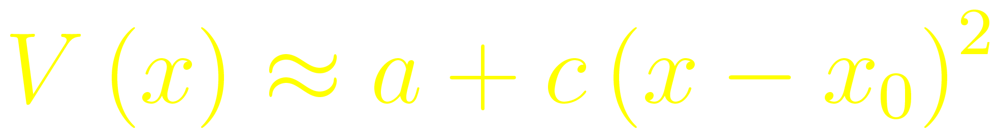 V (x) ≈ a + c (x − x₀)²